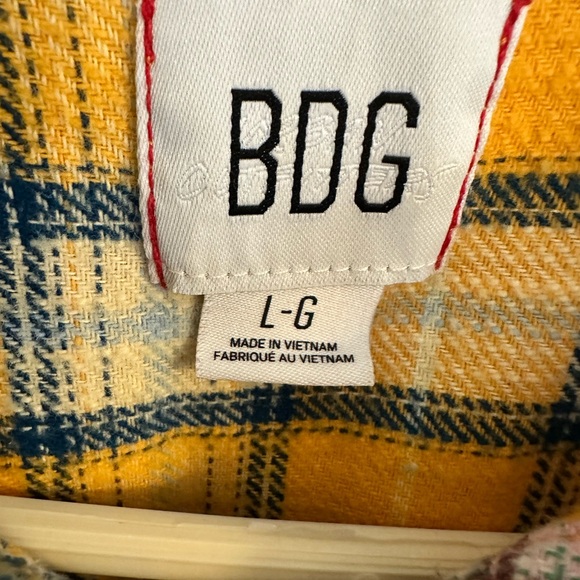 BDG
L-G
MADE IN VIETNAM
FABRIQUÉ AU VIETNAM